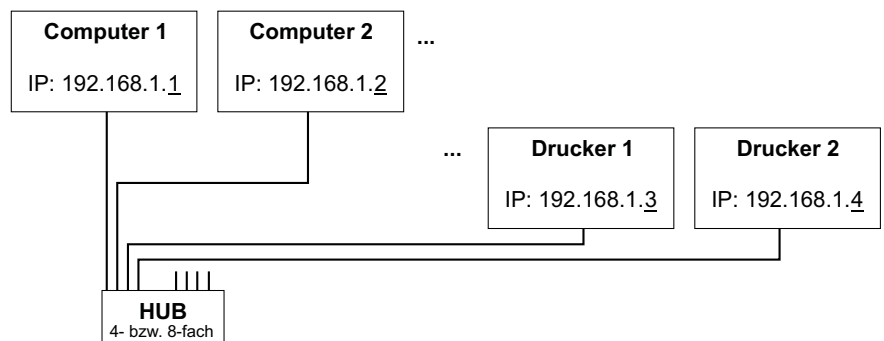 Computer 1
IP: 192.168.1.1
Computer 2
IP: 192.168.1.2
...
...
Drucker 1
IP: 192.168.1.3
Drucker 2
IP: 192.168.1.4
HUB
4- bzw. 8-fach